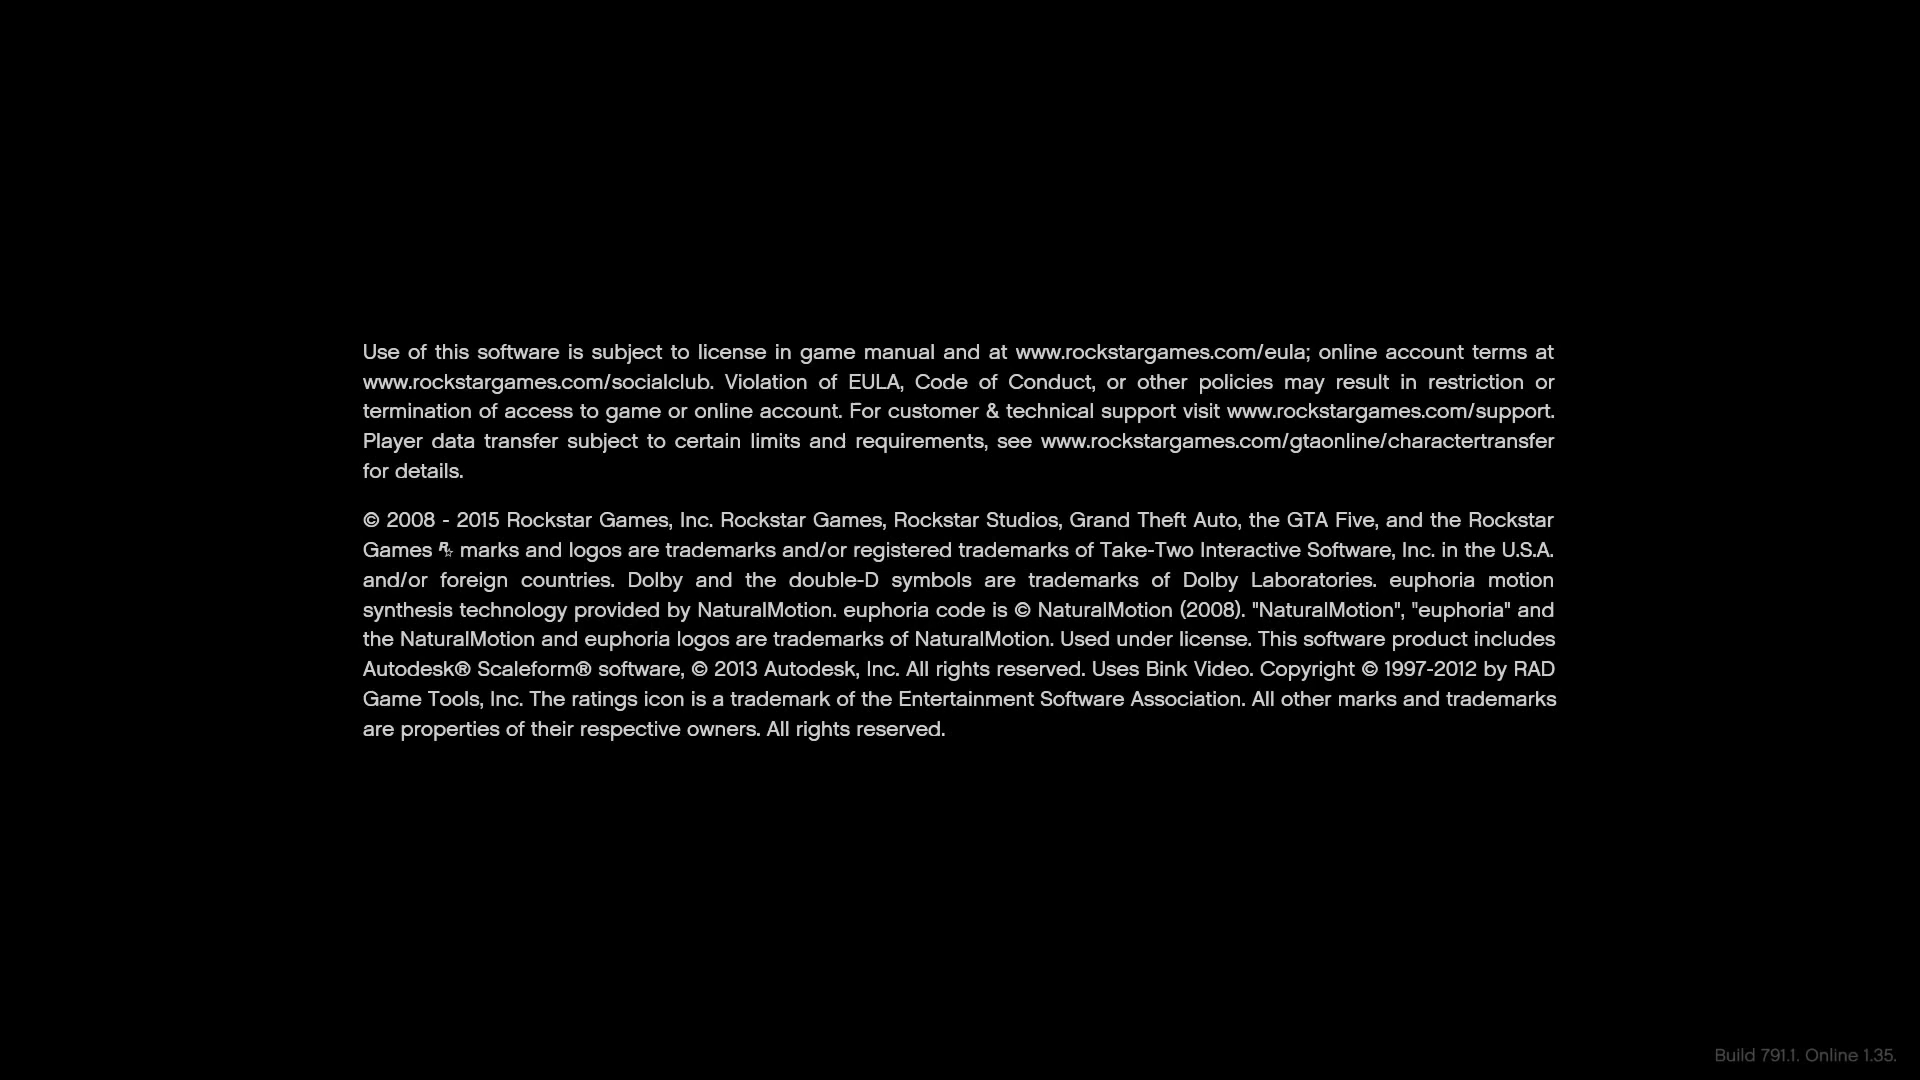 Use of this software is subject to license in game manual and at www.rockstargames.com/eula; online account terms at
www.rockstargames.com/socialclub. Violation of EULA, Code of Conduct, or other policies may result in restriction or
termination of access to game or online account. For customer & technical support visit www.rockstargames.com/support.
Player data transfer subject to certain limits and requirements, see www.rockstargames.com/gtaonline/charactertransfer
for details.
© 2008 - 2015 Rockstar Games, Inc. Rockstar Games, Rockstar Studios, Grand Theft Auto, the GTA Five, and the Rockstar
Games R* marks and logos are trademarks and/or registered trademarks of Take-Two Interactive Software, Inc. in the U.S.A.
and/or foreign countries. Dolby and the double-D symbols are trademarks of Dolby Laboratories. euphoria motion
synthesis technology provided by NaturalMotion. euphoria code is © NaturalMotion (2008). "NaturalMotion", "euphoria" and
the NaturalMotion and euphoria logos are trademarks of NaturalMotion. Used under license. This software product includes
Autodesk® Scaleform® software, © 2013 Autodesk, Inc. All rights reserved. Uses Bink Video. Copyright © 1997-2012 by RAD
Game Tools, Inc. The ratings icon is a trademark of the Entertainment Software Association. All other marks and trademarks
are properties of their respective owners. All rights reserved.
Build 791.1. Online 1.35.